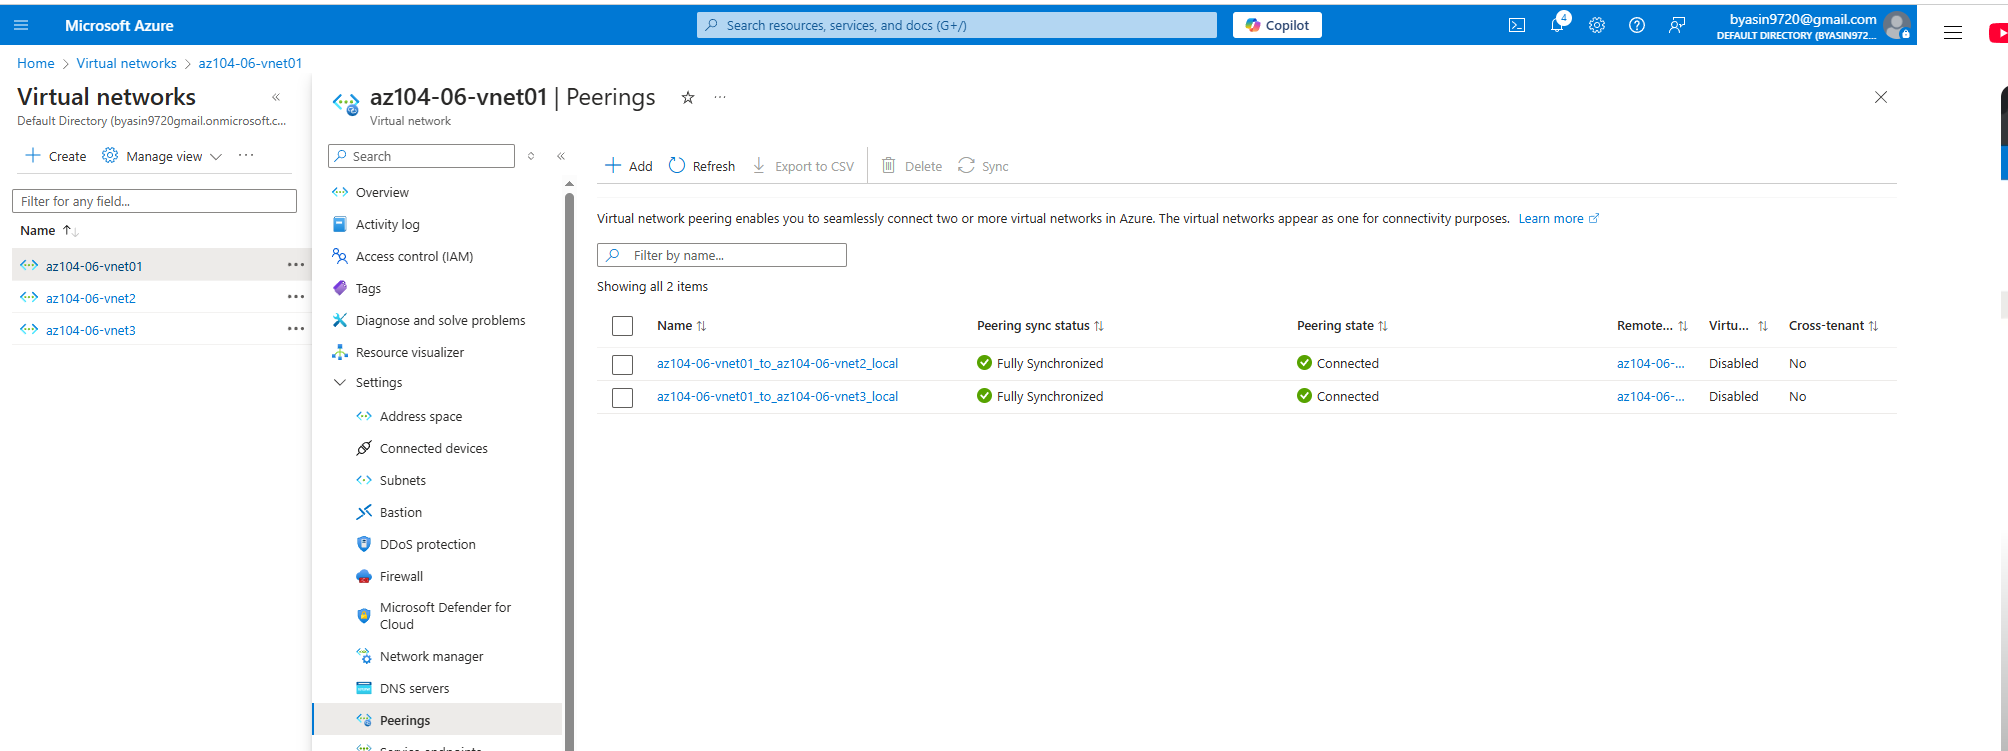 Microsoft Azure
Search resources, services, and docs (G+/)
Copilot
4
byasin9720@gmail.com
DEFAULT DIRECTORY (BYASIN972...
Home > Virtual networks > az104-06-vnet01
Virtual networks
Default Directory (byasin9720gmail.onmicrosoft.c...
Create
Manage view
Filter for any field...
Name
az104-06-vnet01
az104-06-vnet2
az104-06-vnet3
az104-06-vnet01 | Peerings
Virtual network
Search
Overview
Activity log
Access control (IAM)
Tags
Diagnose and solve problems
Resource visualizer
Settings
Address space
Connected devices
Subnets
Bastion
DDoS protection
Firewall
Microsoft Defender for
Cloud
Network manager
DNS servers
Peerings
Service endpoints
Add Refresh Export to CSV Delete Sync
Virtual network peering enables you to seamlessly connect two or more virtual networks in Azure. The virtual networks appear as one for connectivity purposes. Learn more
Filter by name...
Showing all 2 items
Name Peering sync status Peering state Remote... Virtu... Cross-tenant
az104-06-vnet01_to_az104-06-vnet2_local Fully Synchronized Connected az104-06-... Disabled No
az104-06-vnet01_to_az104-06-vnet3_local Fully Synchronized Connected az104-06-... Disabled No